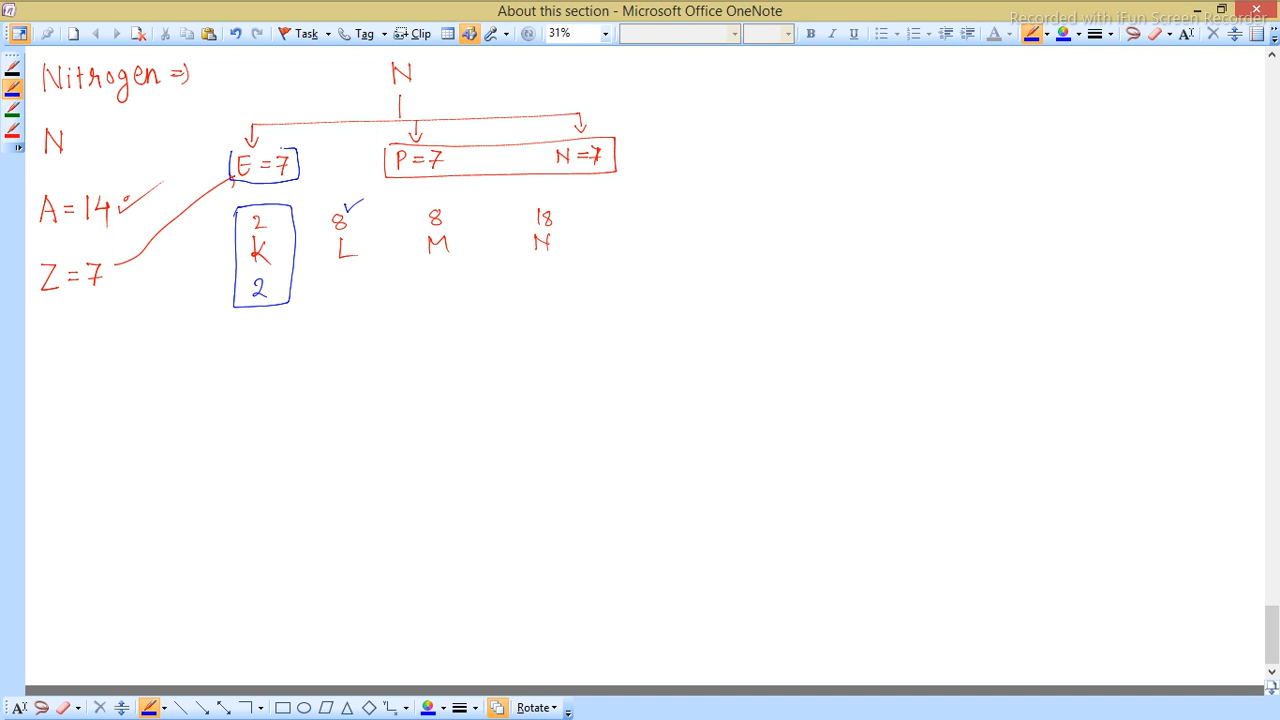 About this section - Microsoft Office OneNote
Recorded with iFun Screen Recorder
Task Tag Clip 31% B I U A
Nitrogen ⇒ N
N
E = 7 P = 7 N = 7
A = 14 ✓
2 8 ✓ 8 18
K L M N
Z = 7
2
Rotate